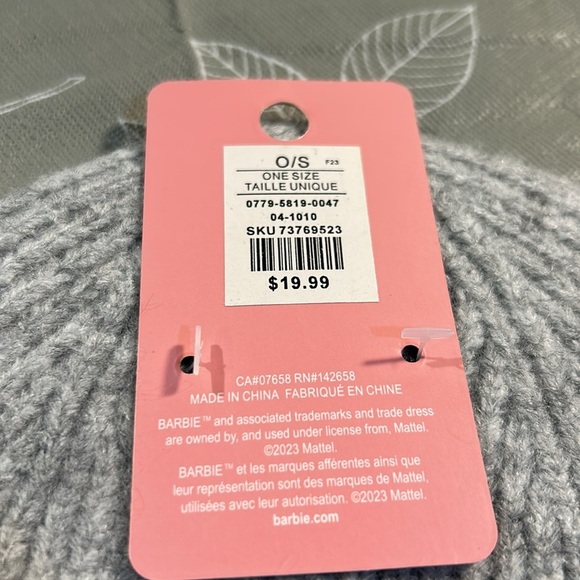 O/S F23
ONE SIZE
TAILLE UNIQUE
0779-5819-0047
04-1010
SKU 73769523
$19.99
CA#07658 RN#142658
MADE IN CHINA FABRIQUÉ EN CHINE
BARBIE™ and associated trademarks and trade dress
are owned by, and used under license from, Mattel.
©2023 Mattel.
BARBIE™ et les marques afférentes ainsi que
leur représentation sont des marques de Mattel,
utilisées avec leur autorisation. ©2023 Mattel.
barbie.com